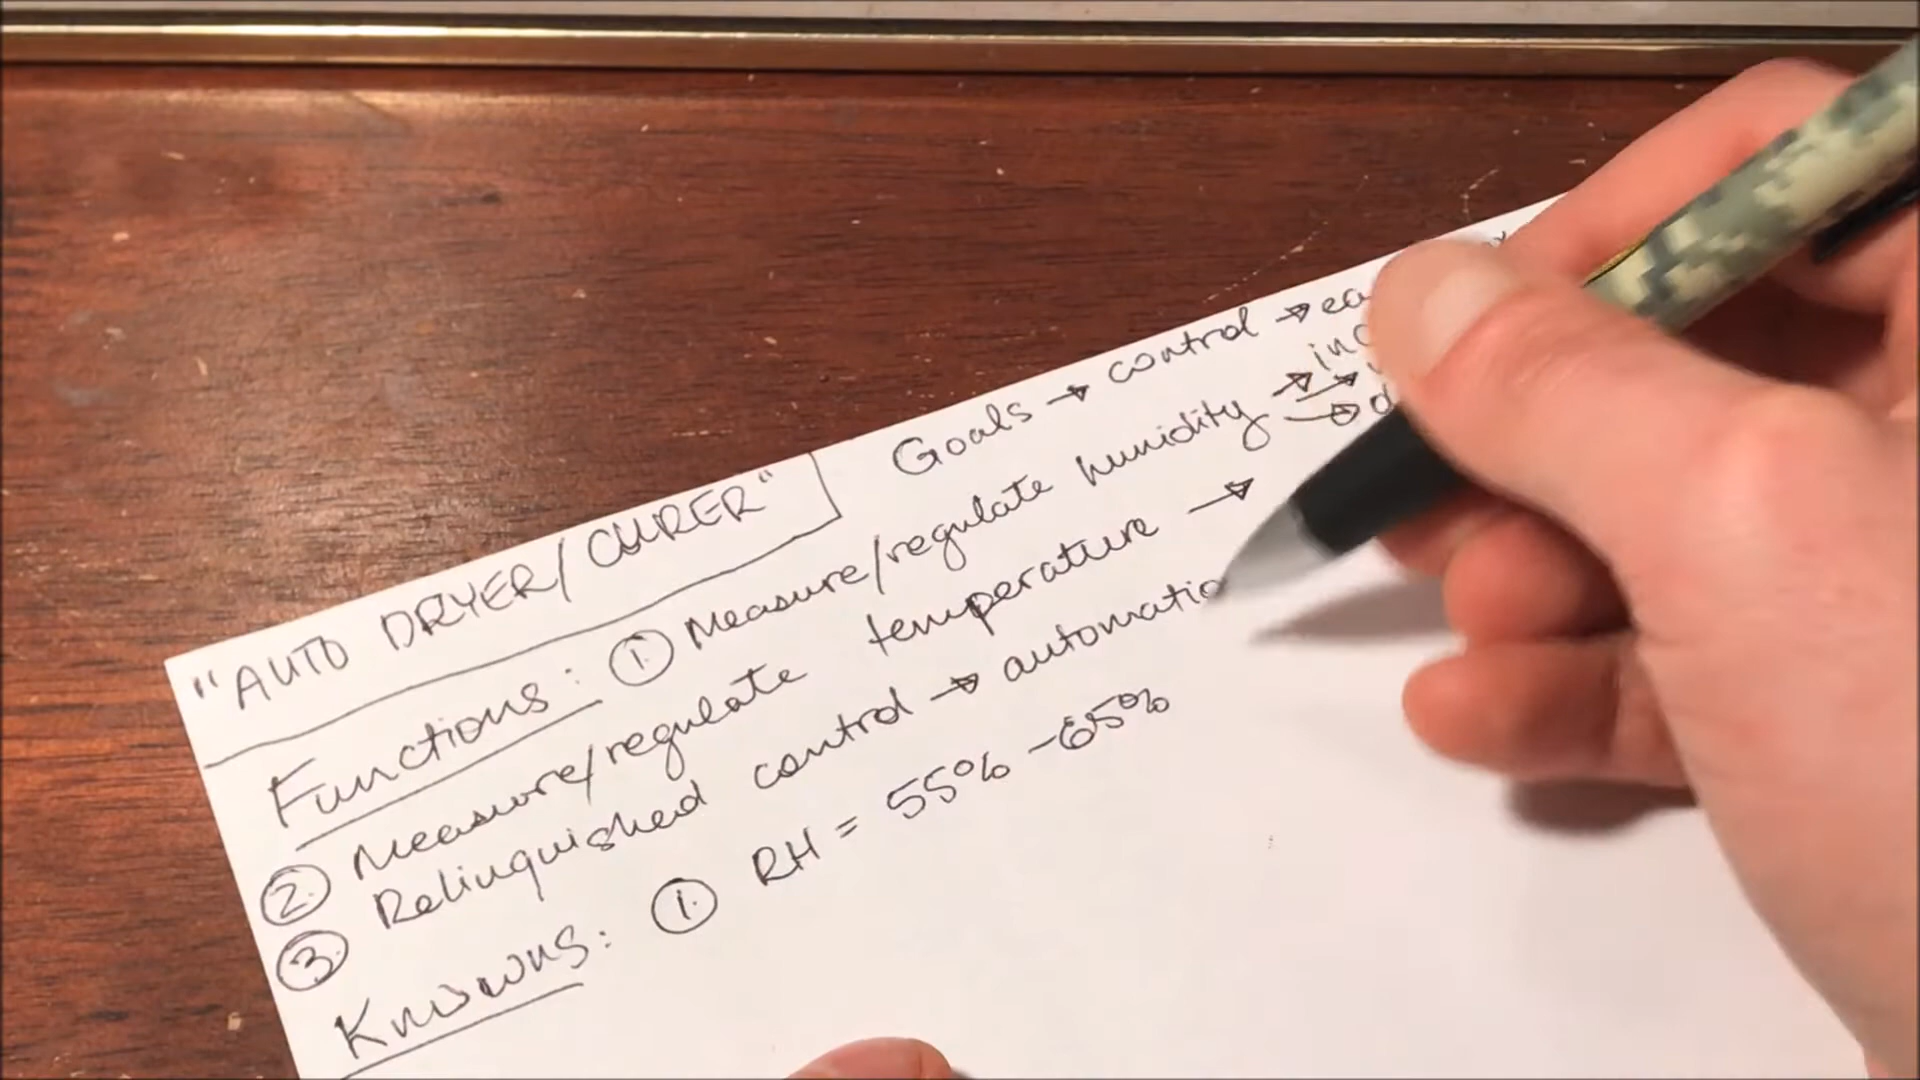 "AUTO DRYER/CURER" Goals → control →
Functions: ① Measure/regulate humidity →
② Measure/regulate temperature →
③ Relinquished control → automatio
Knowns: ① RH = 55% - 65%